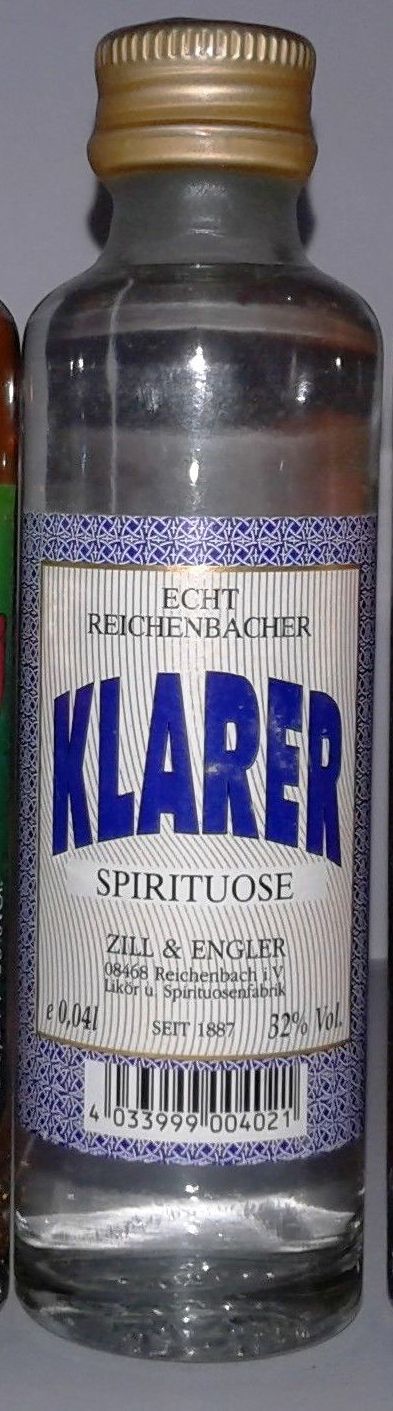 ECHT
REICHENBACHER
KLARER
SPIRITUOSE
ZILL & ENGLER
08468 Reichenbach i.V.
Likör u. Spirituosenfabrik
e 0,04l SEIT 1887 32% Vol.
4 033999 004021